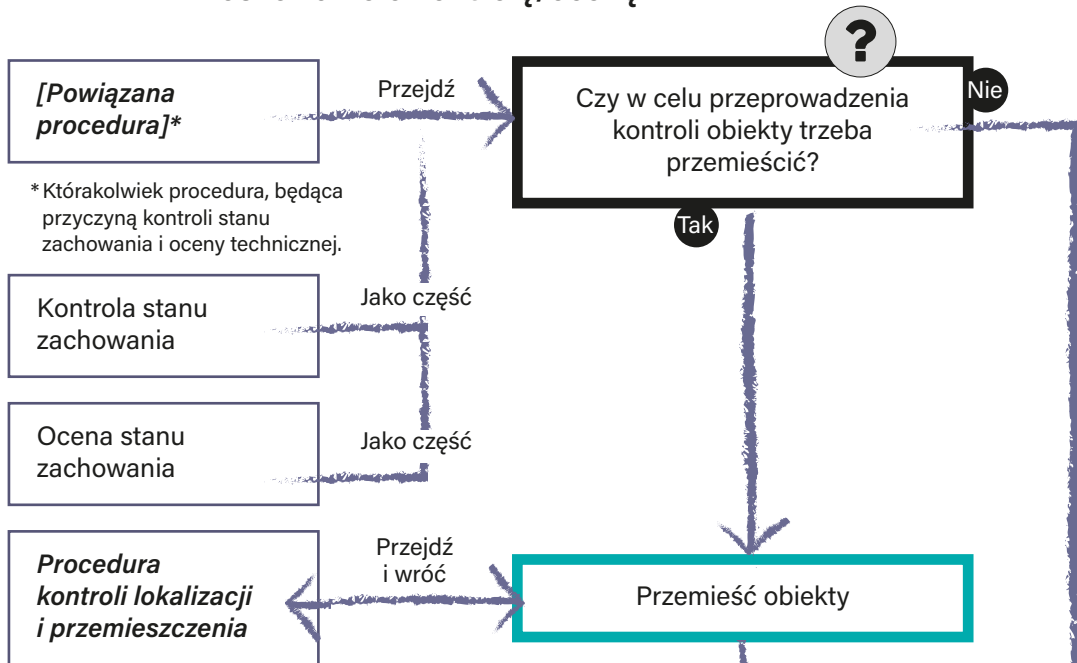 ?
[Powiązana
procedura]*
Przejdź
Czy w celu przeprowadzenia
kontroli obiekty trzeba
przemieścić?
Nie
Tak
* Którakolwiek procedura, będąca
przyczyną kontroli stanu
zachowania i oceny technicznej.
Kontrola stanu
zachowania
Jako część
Ocena stanu
zachowania
Jako część
Procedura
kontroli lokalizacji
i przemieszczenia
Przejdź
i wróć
Przemieść obiekty